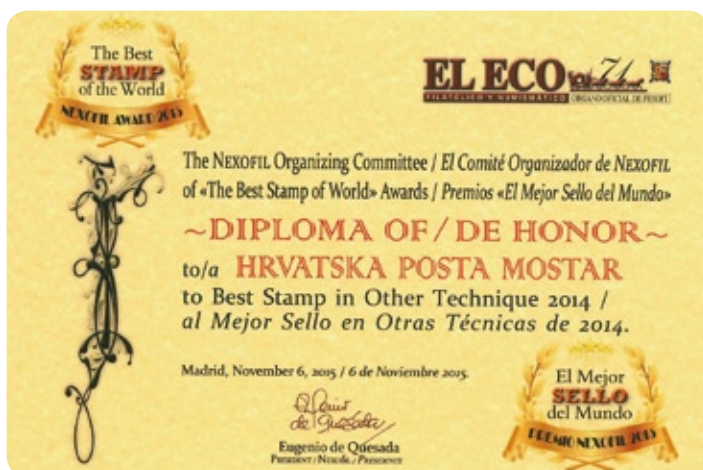 The Best
STAMP
of the World
NEXOFIL AWARD 2015
EL ECO
FILATÉLICO Y NUMISMÁTICO
The NEXOFIL Organizing Committee / El Comité Organizador de NEXOFIL
of «The Best Stamp of World» Awards / Premios «El Mejor Sello del Mundo»
~DIPLOMA OF / DE HONOR~
to/a HRVATSKA POSTA MOSTAR
to Best Stamp in Other Technique 2014 /
al Mejor Sello en Otras Técnicas de 2014.
Madrid, November 6, 2015 / 6 de Noviembre 2015.
Eugenio de Quesada
PRESIDENT / NEXOFIL / PRESIDENTE
El Mejor
SELLO
del Mundo
PREMIO NEXOFIL 2015